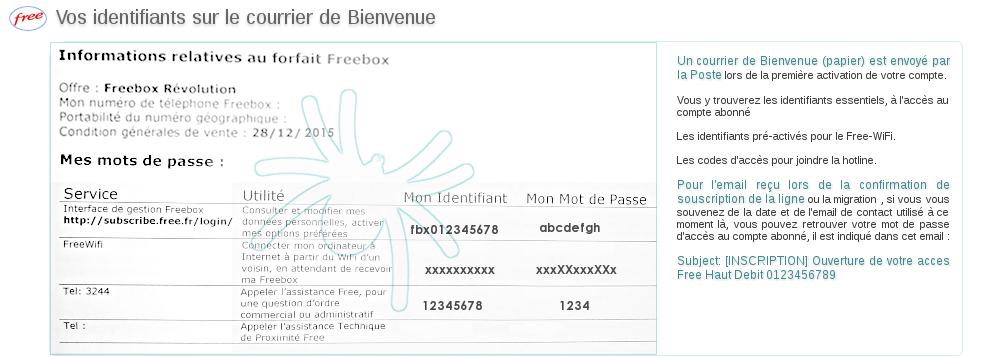 free Vos identifiants sur le courrier de Bienvenue
Informations relatives au forfait Freebox
Offre : Freebox Révolution
Mon numéro de téléphone Freebox :
Portabilité du numéro géographique :
Condition générales de vente : 28/12/ 2015
Mes mots de passe :
Service Utilité Mon Identifiant Mon Mot de Passe
Interface de gestion Freebox
http://subscribe.free.fr/login/
Consulter et modifier mes
données personnelles, activer
mes options préférées
fbx012345678 abcdefgh
FreeWifi
Connécter mon ordinateur à
Internet à partir du WiFi d'un
voisin, en attendant de recevoir
ma Freebox
xxxxxxxxxx xxxXXxxxXXx
Tel: 3244
Appeler l'assistance Free, pour
une question d'ordre
commercial ou administratif
12345678 1234
Tel :
Appeler l'assistance Technique
de Proximité Free
Un courrier de Bienvenue (papier) est envoyé par
la Poste lors de la première activation de votre compte.
Vous y trouverez les identifiants essentiels, à l'accès au
compte abonné
Les identifiants pré-activés pour le Free-WiFi.
Les codes d'accès pour joindre la hotline.
Pour l'email reçu lors de la confirmation de
souscription de la ligne ou la migration , si vous vous
souvenez de la date et de l'email de contact utilisé à ce
moment là, vous pouvez retrouver votre mot de passe
d'accès au compte abonné, il est indiqué dans cet email :
Subject: [INSCRIPTION] Ouverture de votre acces
Free Haut Debit 0123456789